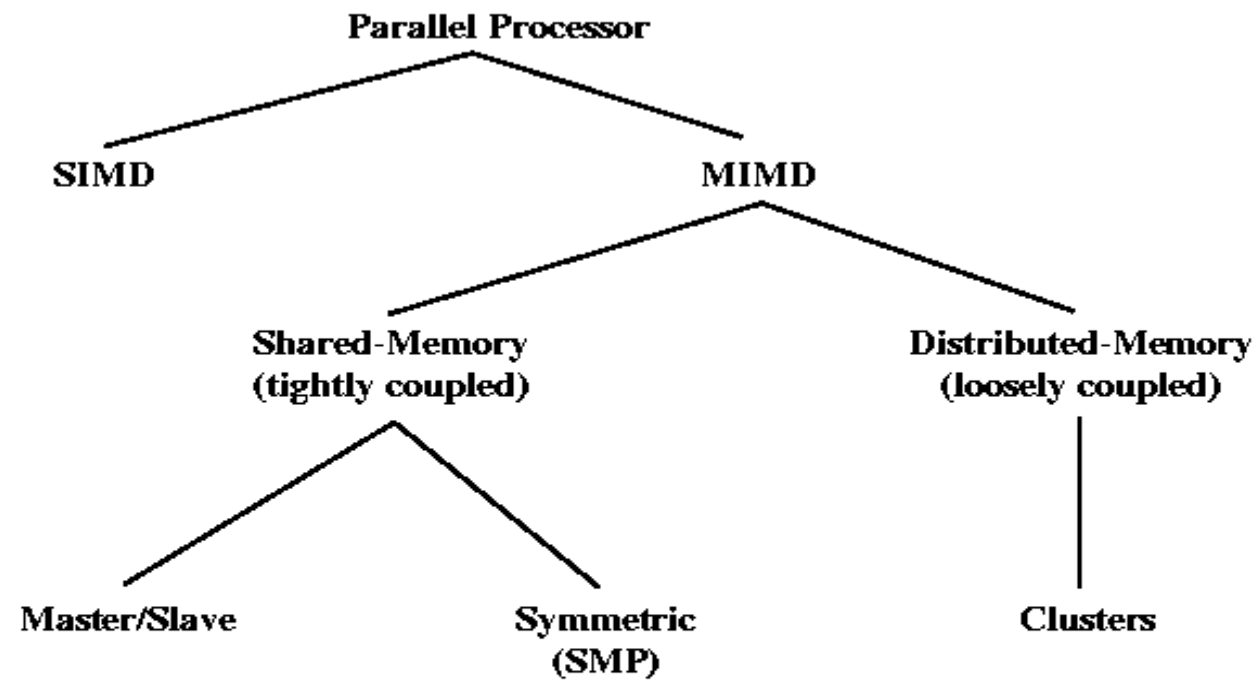 Parallel Processor
SIMD
MIMD
Shared-Memory
(tightly coupled)
Distributed-Memory
(loosely coupled)
Master/Slave
Symmetric
(SMP)
Clusters